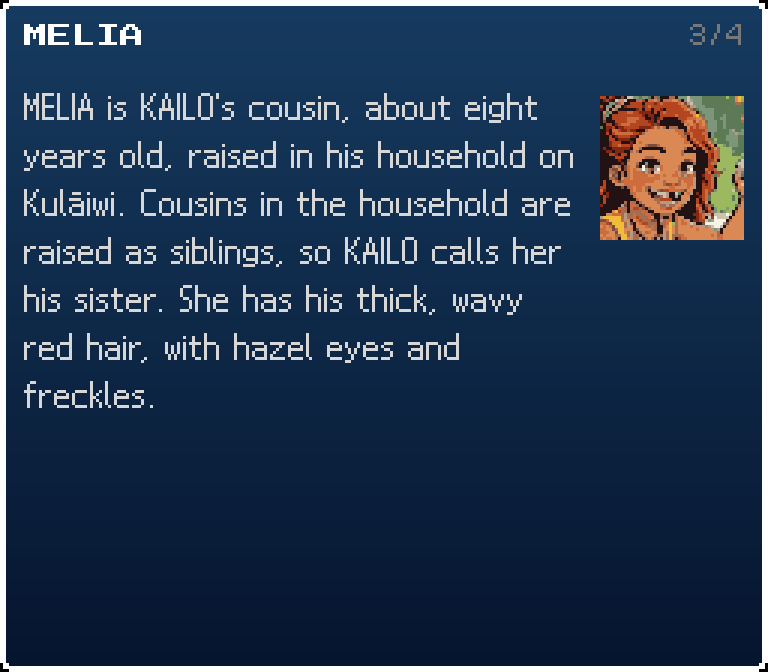 MELIA
3/4
MELIA is KAILO's cousin, about eight
years old, raised in his household on
Kulāiwi. Cousins in the household are
raised as siblings, so KAILO calls her
his sister. She has his thick, wavy
red hair, with hazel eyes and
freckles.